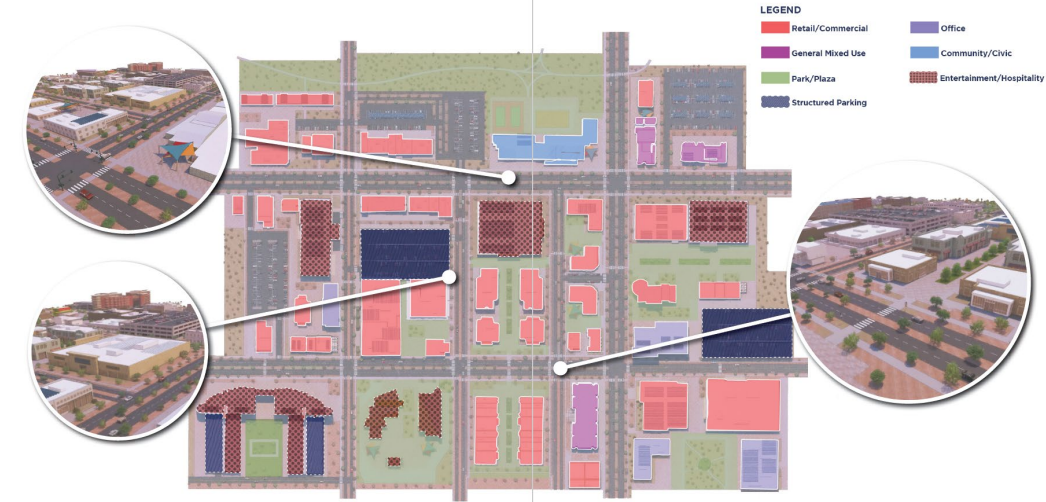 LEGEND
Retail/Commercial
Office
General Mixed Use
Community/Civic
Park/Plaza
Entertainment/Hospitality
Structured Parking